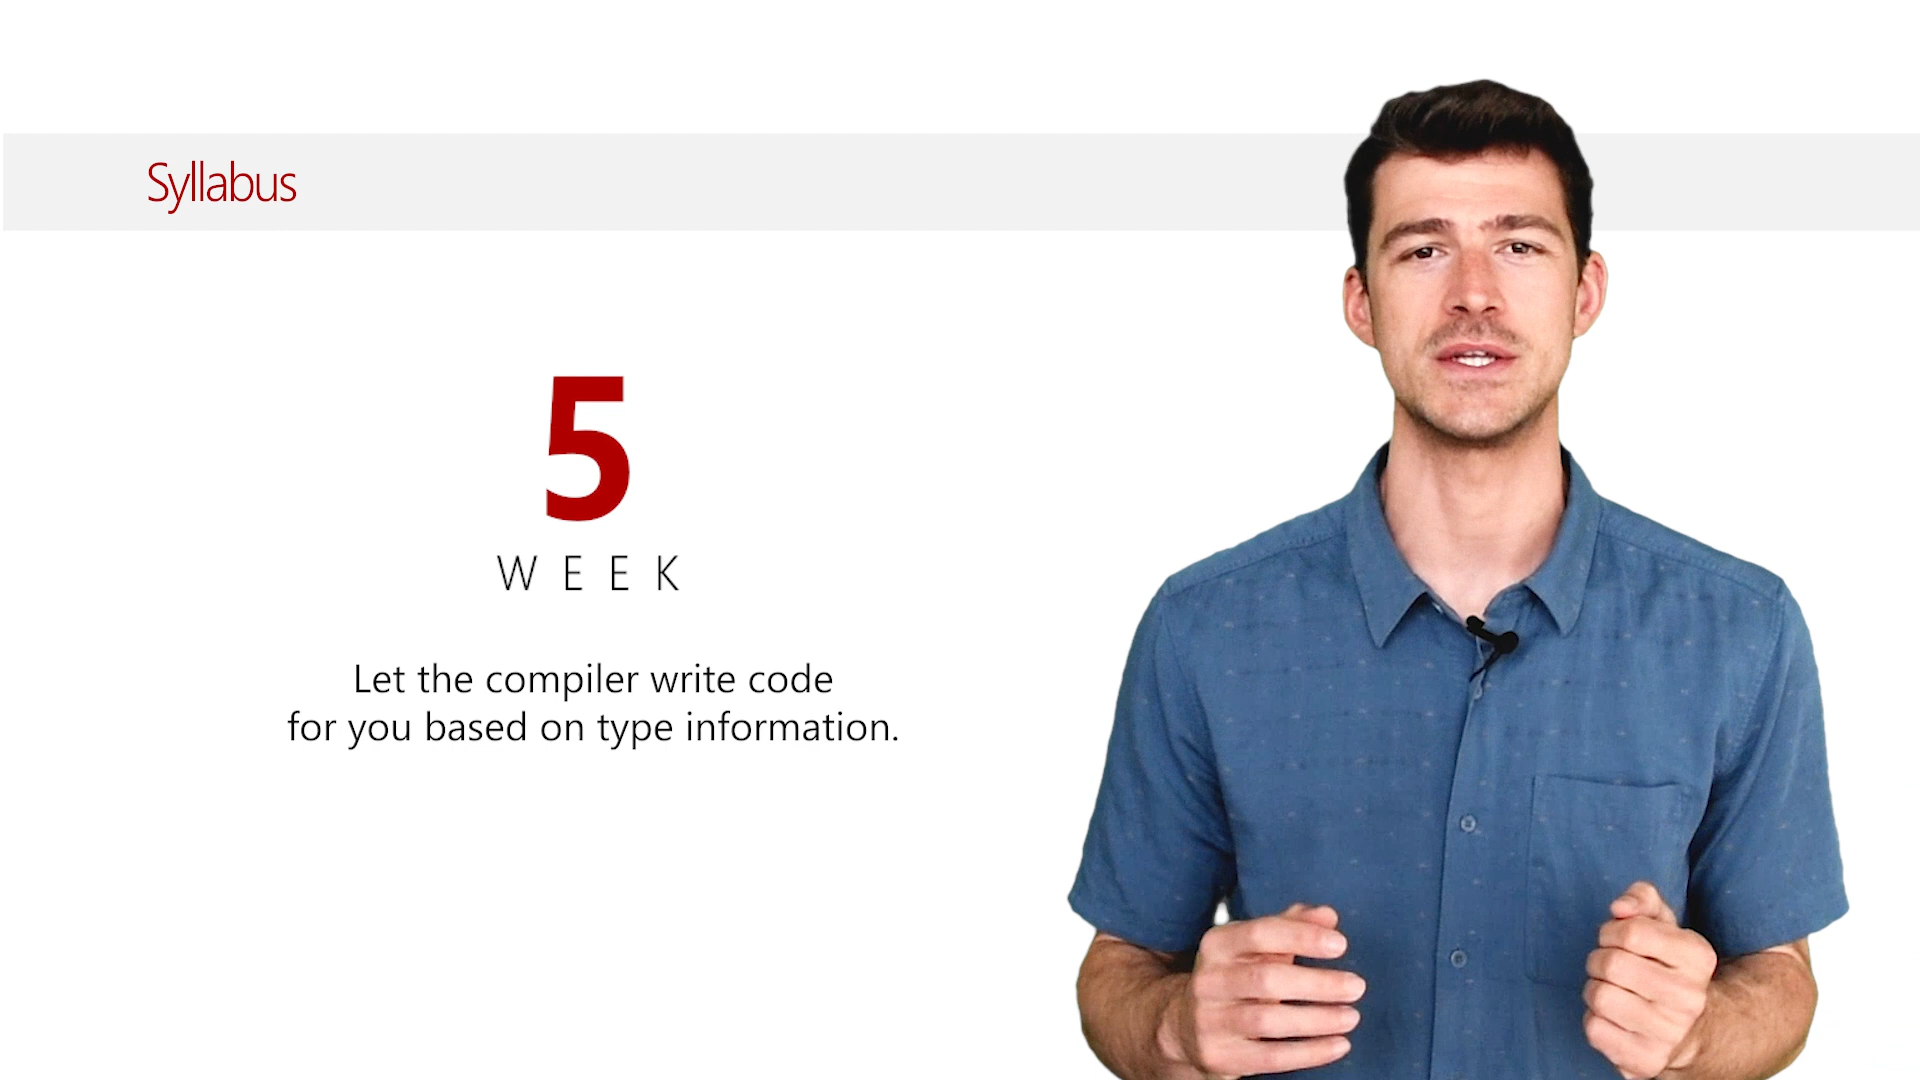 Syllabus
5
WEEK
Let the compiler write code
for you based on type information.